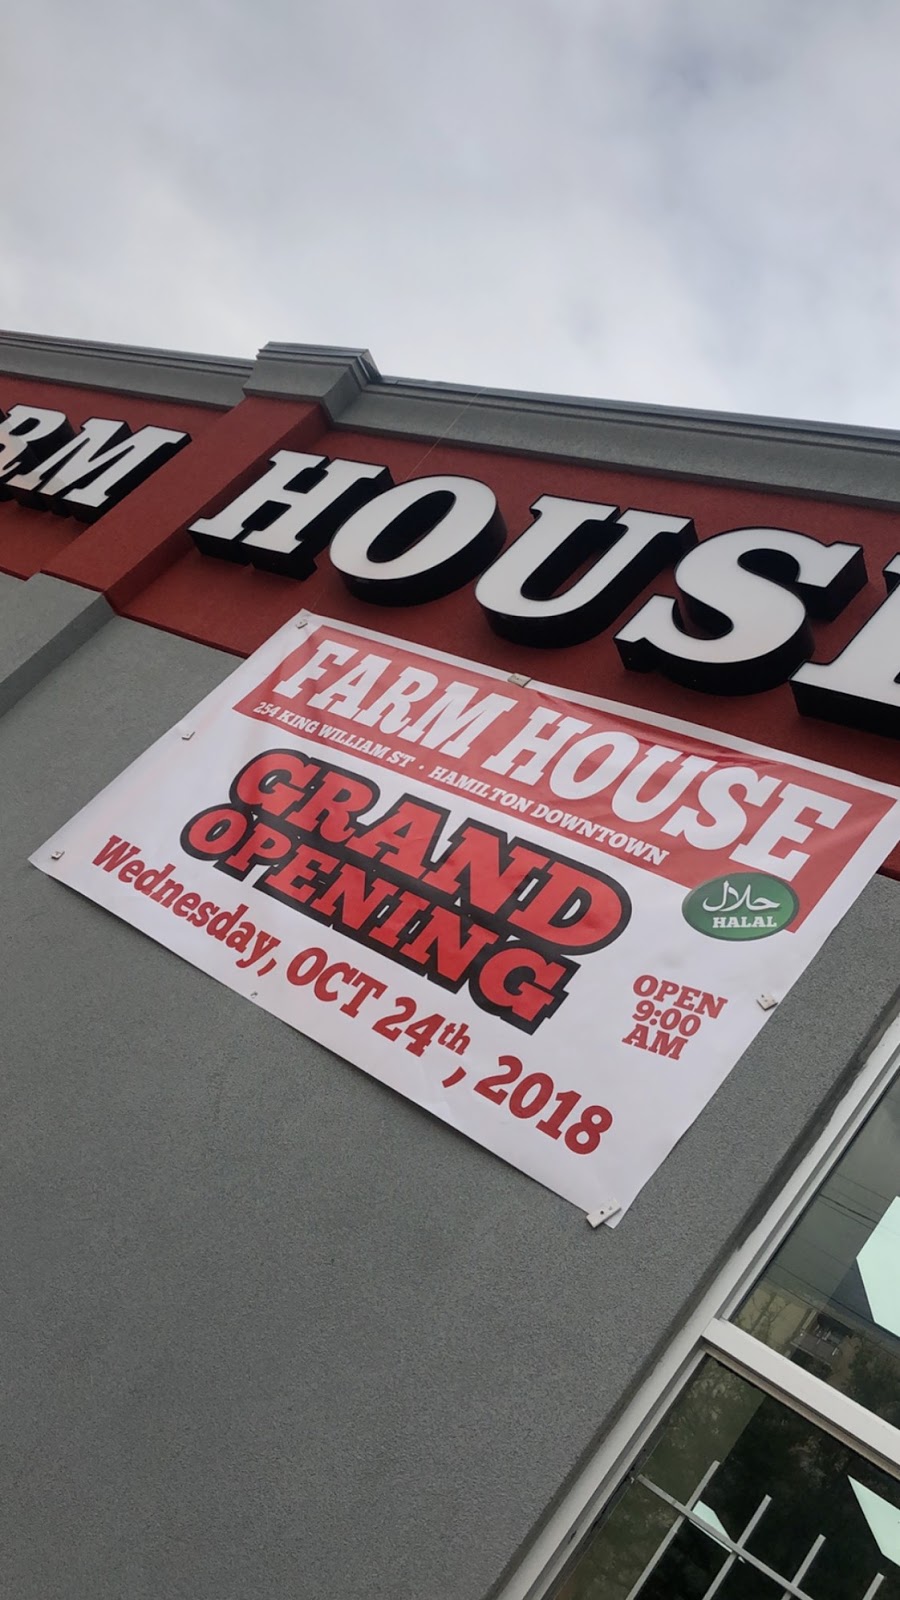 RM HOUSE
FARM HOUSE
254 KING WILLIAM ST · HAMILTON DOWNTOWN
GRAND
OPENING
حلال
HALAL
Wednesday, OCT 24th, 2018
OPEN
9:00
AM